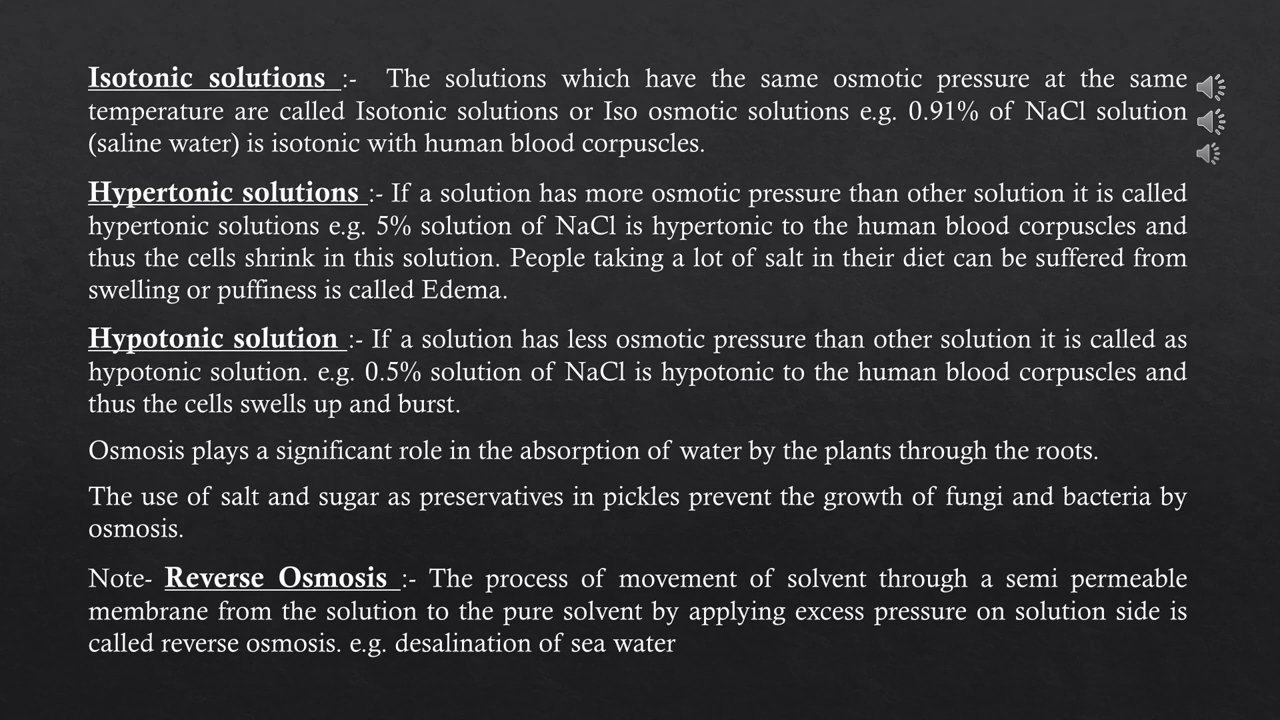 Isotonic solutions :- The solutions which have the same osmotic pressure at the same
temperature are called Isotonic solutions or Iso osmotic solutions e.g. 0.91% of NaCl solution
(saline water) is isotonic with human blood corpuscles.
Hypertonic solutions :- If a solution has more osmotic pressure than other solution it is called
hypertonic solutions e.g. 5% solution of NaCl is hypertonic to the human blood corpuscles and
thus the cells shrink in this solution. People taking a lot of salt in their diet can be suffered from
swelling or puffiness is called Edema.
Hypotonic solution :- If a solution has less osmotic pressure than other solution it is called as
hypotonic solution. e.g. 0.5% solution of NaCl is hypotonic to the human blood corpuscles and
thus the cells swells up and burst.
Osmosis plays a significant role in the absorption of water by the plants through the roots.
The use of salt and sugar as preservatives in pickles prevent the growth of fungi and bacteria by
osmosis.
Note- Reverse Osmosis :- The process of movement of solvent through a semi permeable
membrane from the solution to the pure solvent by applying excess pressure on solution side is
called reverse osmosis. e.g. desalination of sea water